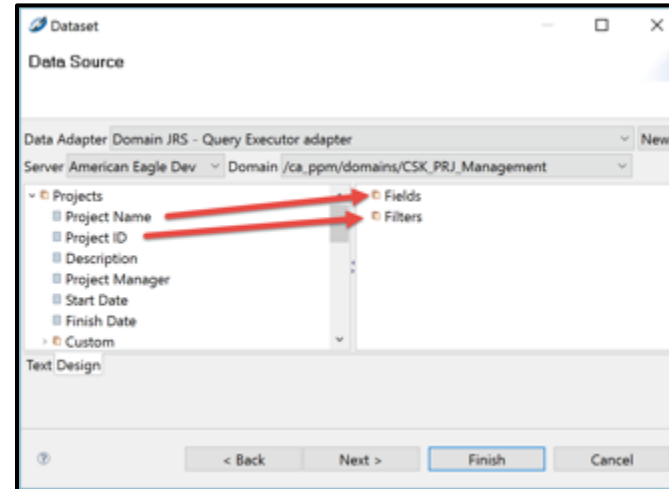 Dataset
Data Source
Data Adapter Domain JRS - Query Executor adapter New
Server American Eagle Dev Domain /ca_ppm/domains/CSK_PRJ_Management
Projects
Project Name
Project ID
Description
Project Manager
Start Date
Finish Date
Custom
Fields
Filters
Text Design
< Back Next > Finish Cancel